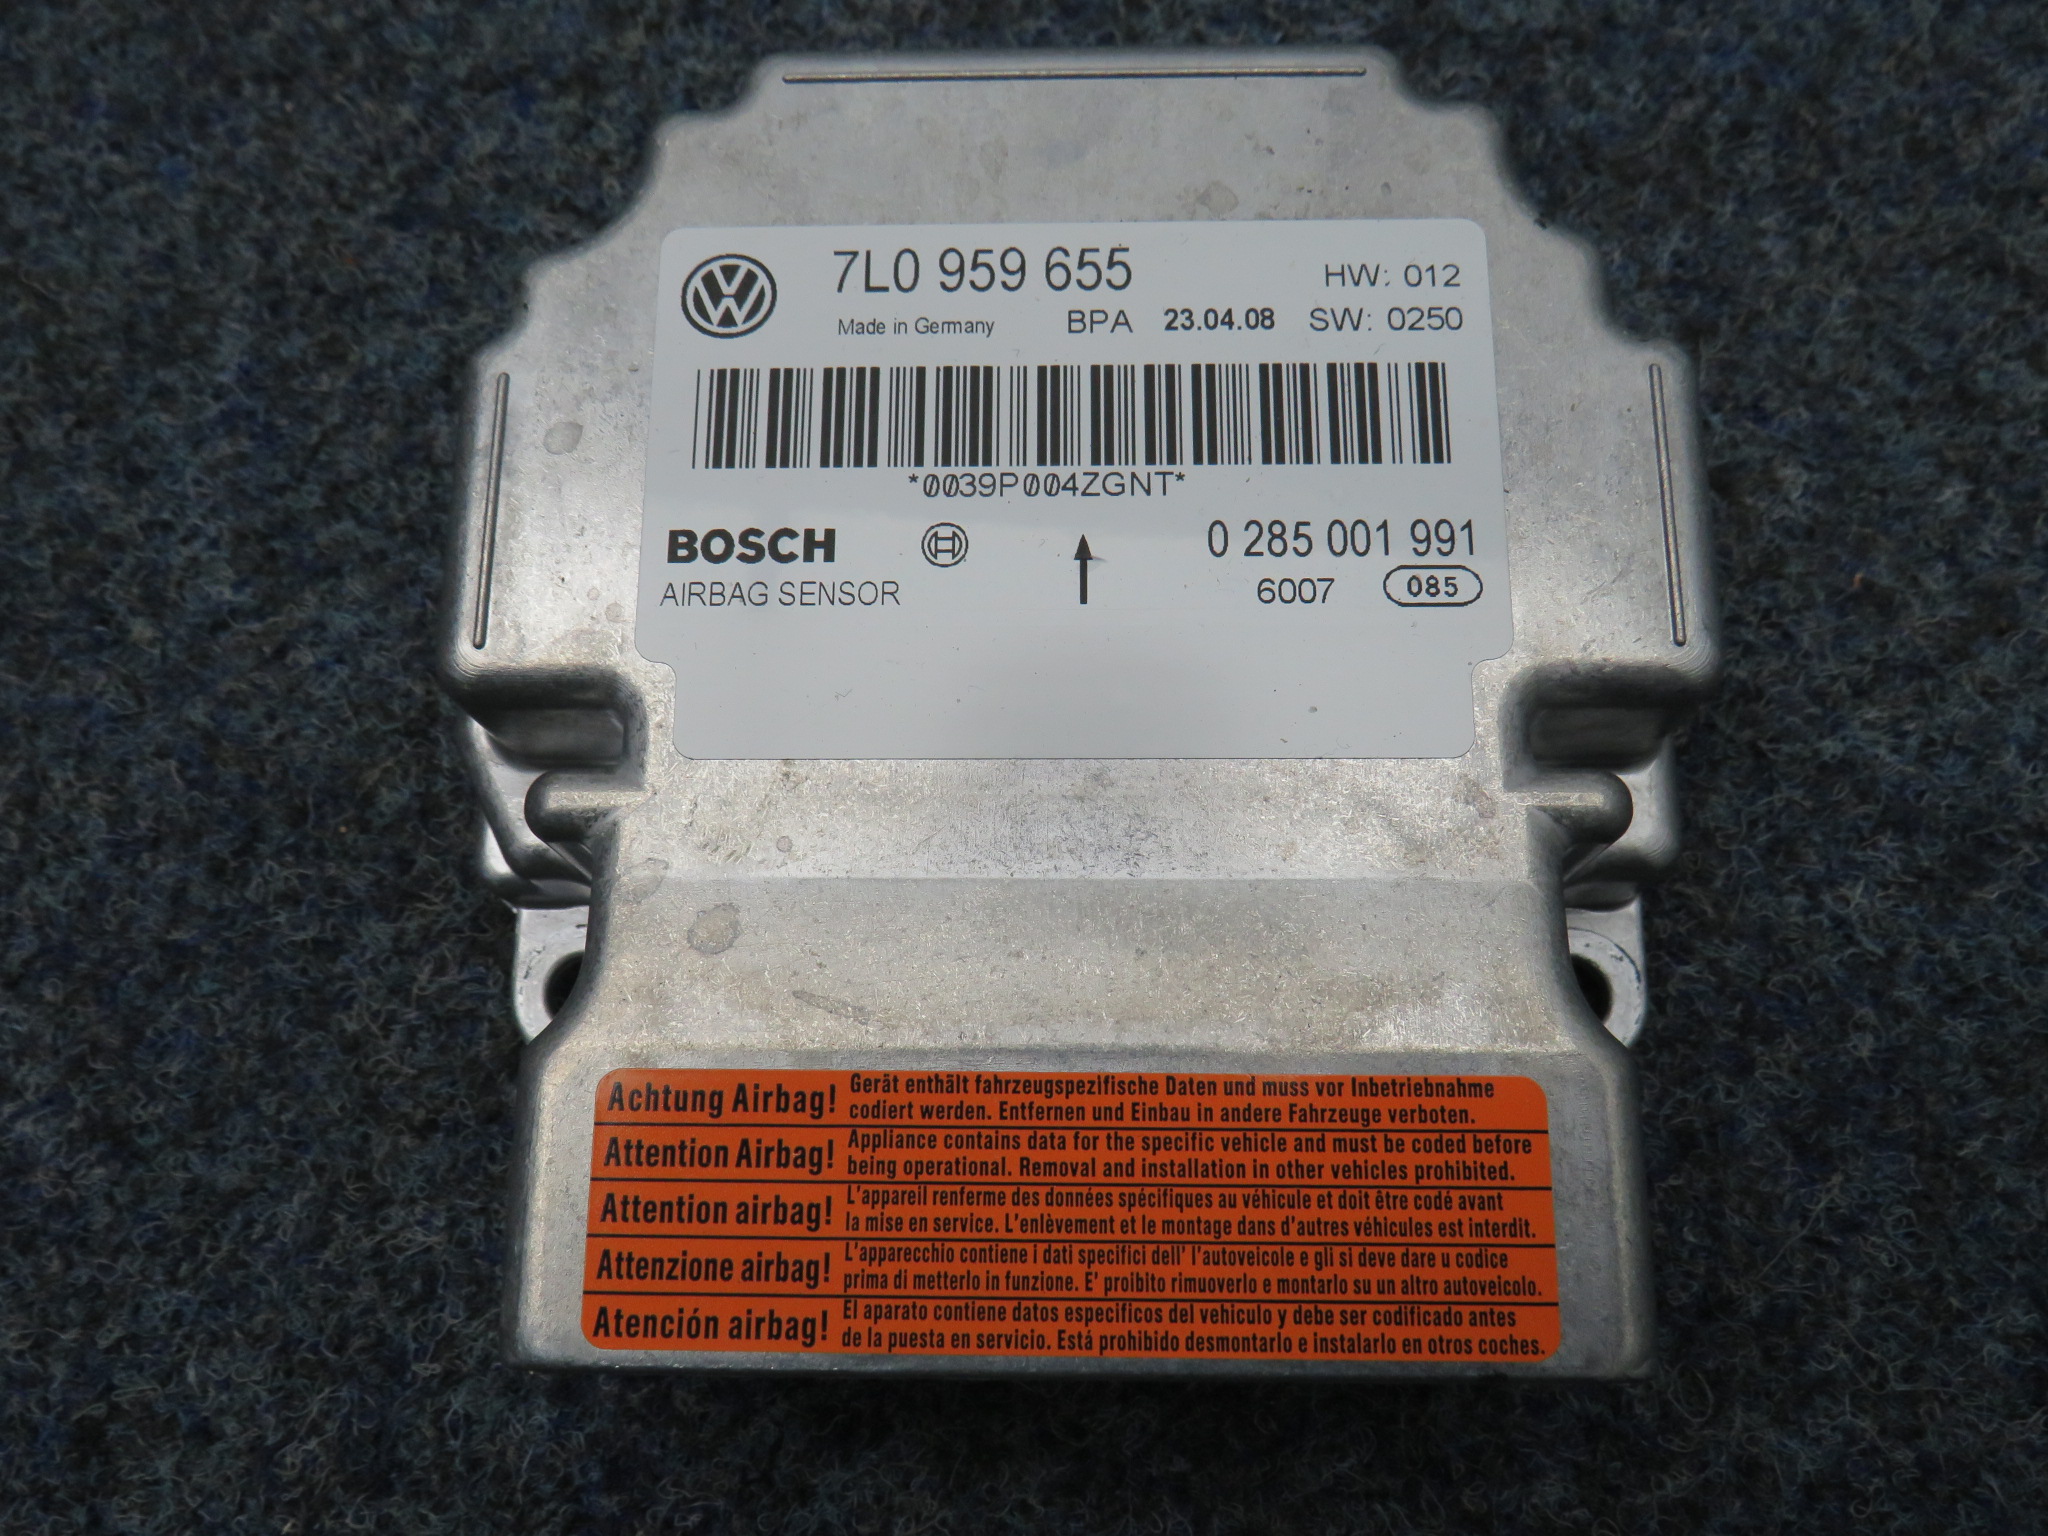 7L0 959 655
HW: 012
Made in Germany
BPA
23.04.08
SW: 0250
*0039P004ZGNT*
BOSCH
0 285 001 991
AIRBAG SENSOR
6007
085
Achtung Airbag!
Gerät enthält fahrzeugspezifische Daten und muss vor Inbetriebnahme
codiert werden. Entfernen und Einbau in andere Fahrzeuge verboten.
Attention Airbag!
Appliance contains data for the specific vehicle and must be coded before
being operational. Removal and installation in other vehicles prohibited.
Attention airbag!
L'appareil renferme des données spécifiques au véhicule et doit être codé avant
la mise en service. L'enlèvement et le montage dans d'autres véhicules est interdit.
Attenzione airbag!
L'apparecchio contiene i dati specifici dell' l'autoveicole e gli si deve dare u codice
prima di metterlo in funzione. E' proibito rimuoverlo e montarlo su un altro autoveicolo.
Atención airbag!
El aparato contiene datos especificos del vehiculo y debe ser codificado antes
de la puesta en servicio. Está prohibido desmontarlo e instalarlo en otros coches.